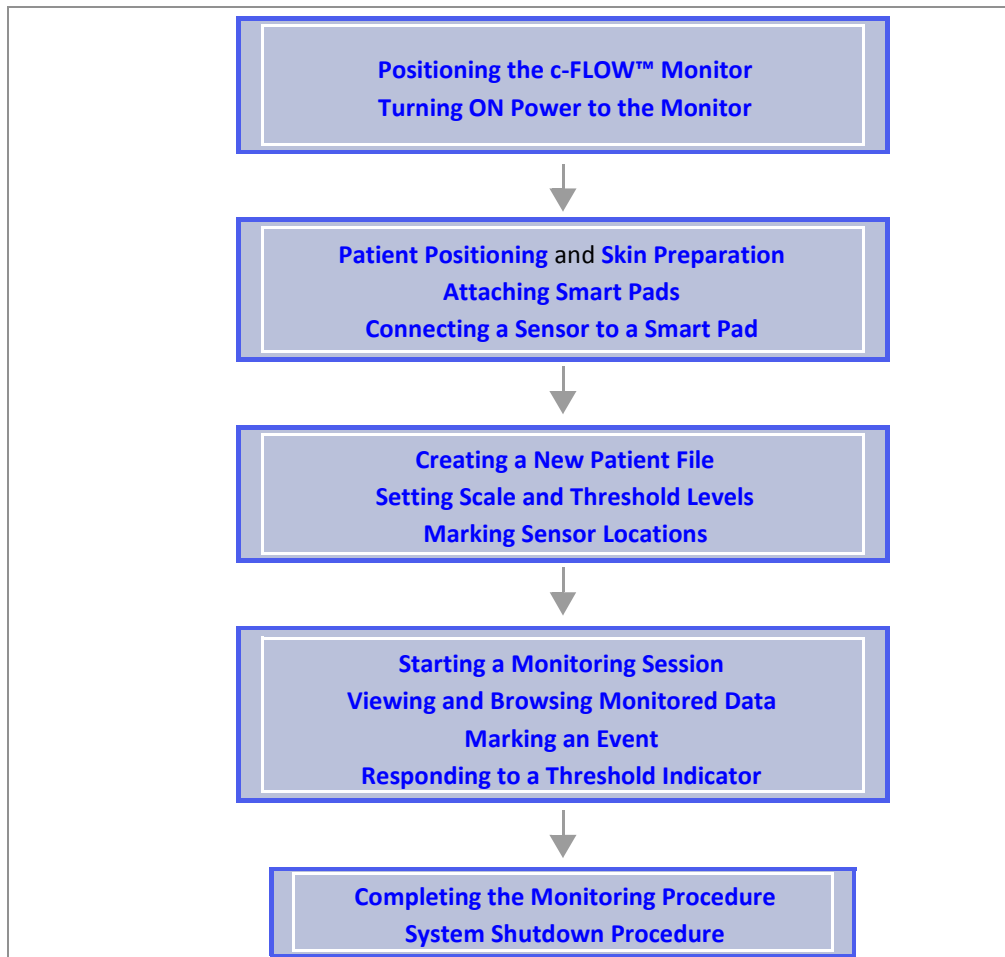 Positioning the c-FLOW™ Monitor
Turning ON Power to the Monitor
Patient Positioning and Skin Preparation
Attaching Smart Pads
Connecting a Sensor to a Smart Pad
Creating a New Patient File
Setting Scale and Threshold Levels
Marking Sensor Locations
Starting a Monitoring Session
Viewing and Browsing Monitored Data
Marking an Event
Responding to a Threshold Indicator
Completing the Monitoring Procedure
System Shutdown Procedure